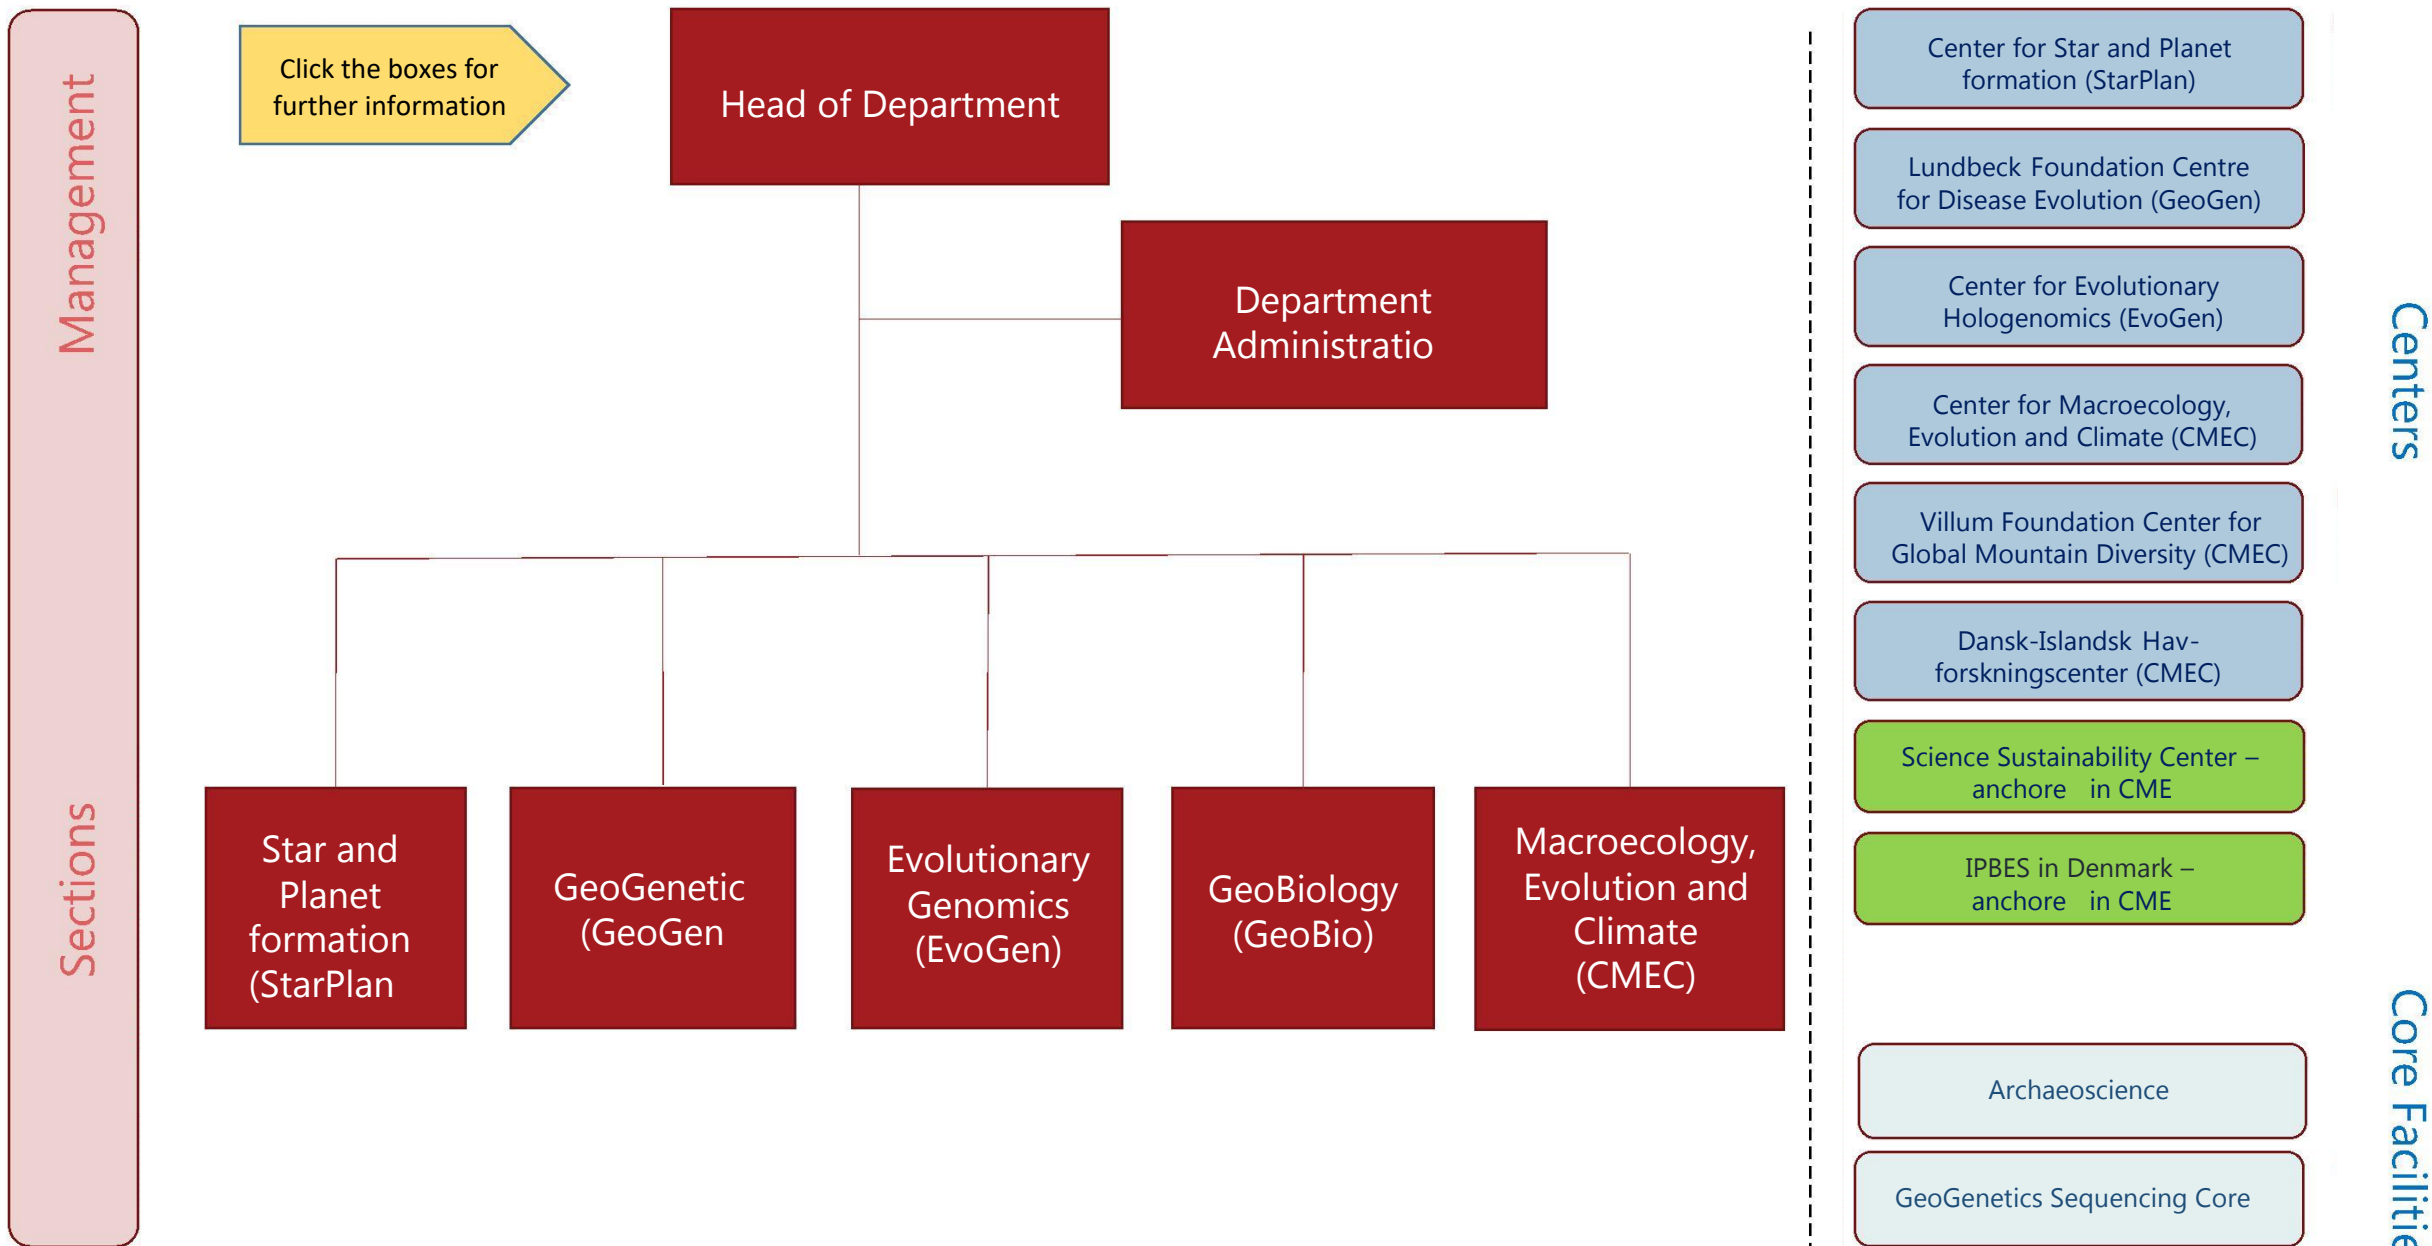 Management
Sections
Click the boxes for
further information
Head of Department
Department
Administratio
Star and
Planet
formation
(StarPlan
GeoGenetic
(GeoGen
Evolutionary
Genomics
(EvoGen)
GeoBiology
(GeoBio)
Macroecology,
Evolution and
Climate
(CMEC)
Centers
Center for Star and Planet
formation (StarPlan)
Lundbeck Foundation Centre
for Disease Evolution (GeoGen)
Center for Evolutionary
Hologenomics (EvoGen)
Center for Macroecology,
Evolution and Climate (CMEC)
Villum Foundation Center for
Global Mountain Diversity (CMEC)
Dansk-Islandsk Hav-
forskningscenter (CMEC)
Science Sustainability Center –
anchore in CME
IPBES in Denmark –
anchore in CME
Core Facilitie
Archaeoscience
GeoGenetics Sequencing Core